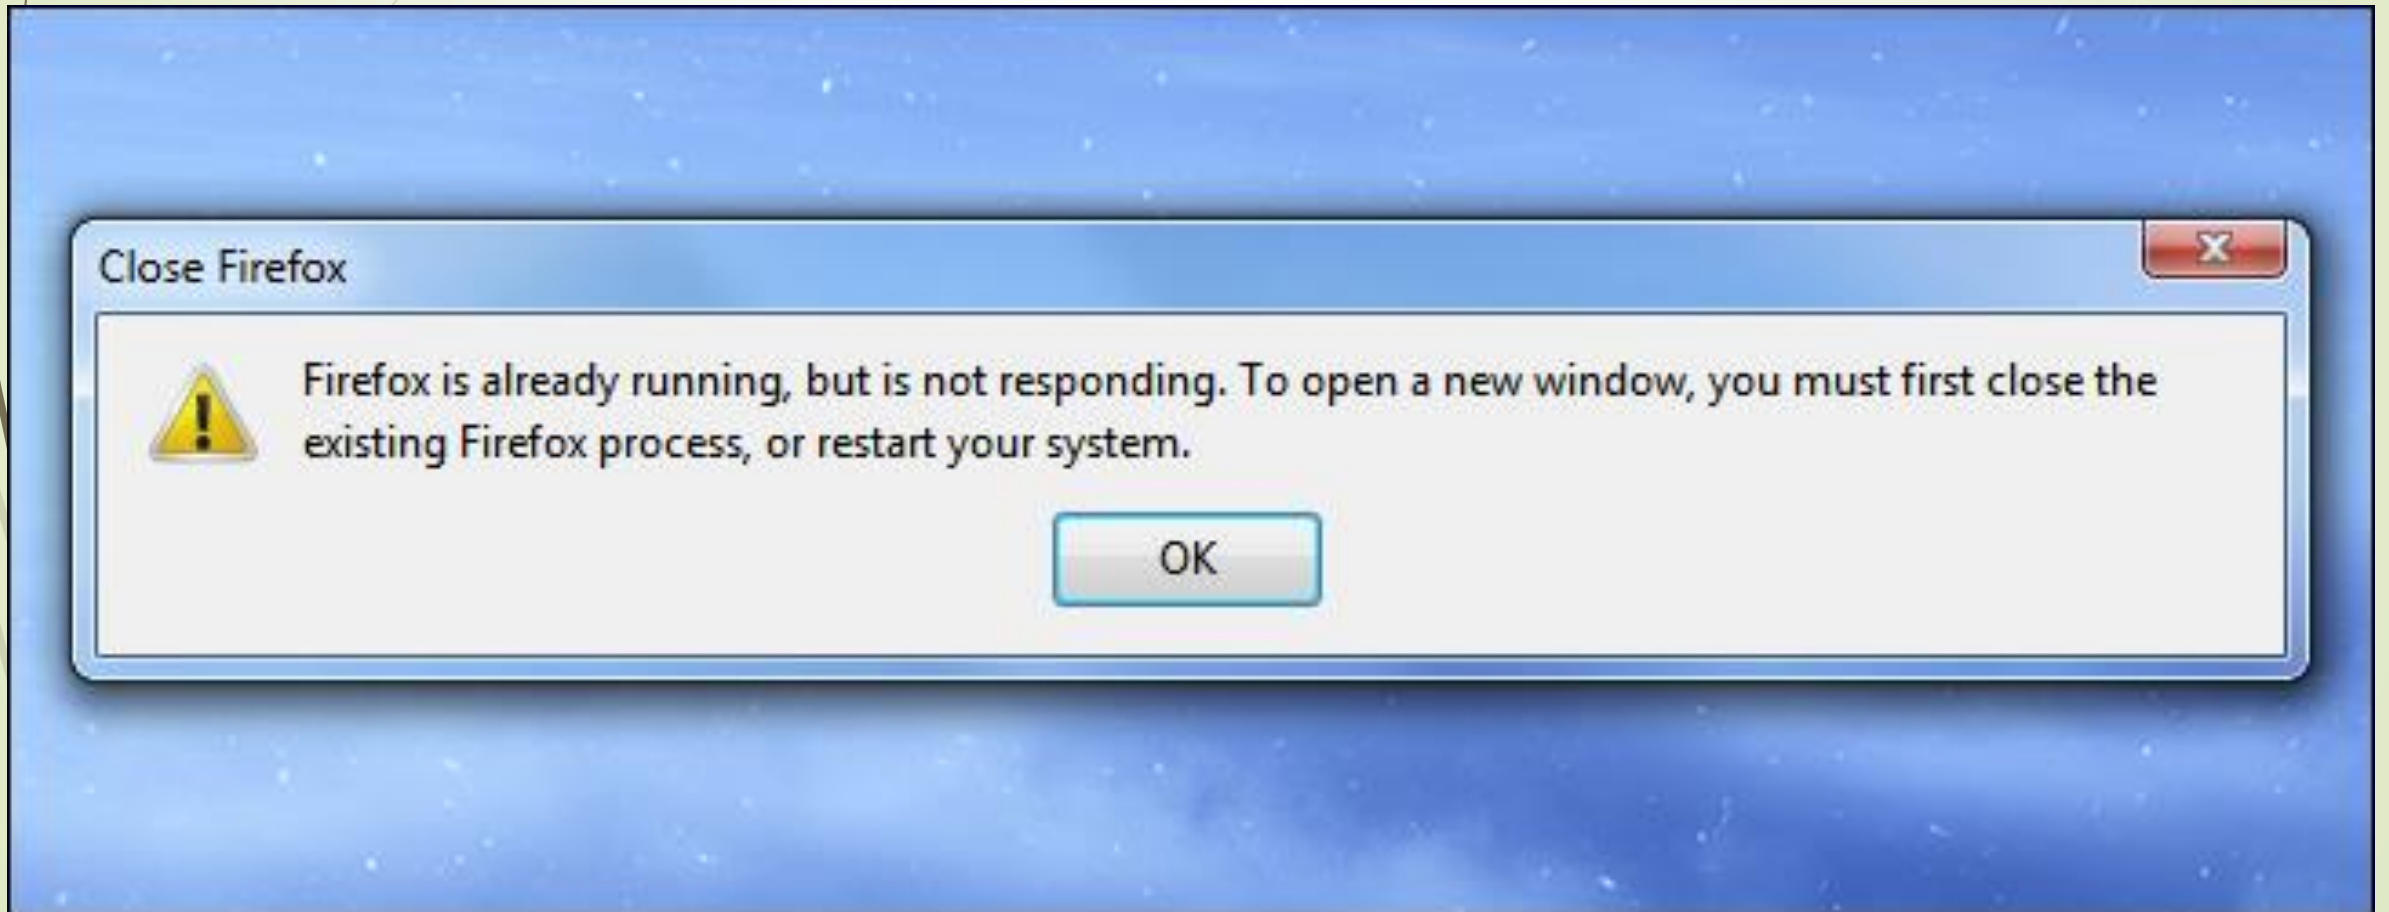 Close Firefox
Firefox is already running, but is not responding. To open a new window, you must first close the
existing Firefox process, or restart your system.
OK